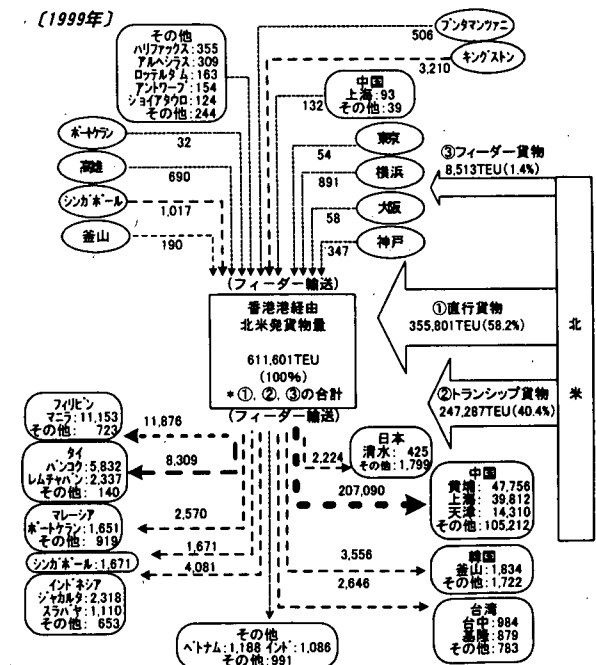 〔1999年〕
その他
ハリファックス:355
アルヘシラス:309
ロッテルダム:163
アントワープ:154
ジョイアタウロ:124
その他:244
506
プンタマンツァニ
3,210
キングストン
中国
上海:93
その他:39
132
ポートケラン
32
高雄
690
シンガポール
1,017
釜山
190
東京
54
横浜
891
大阪
58
神戸
347
③フィーダー貨物
8,513TEU(1.4%)
(フィーダー輸送)
香港港経由
北米発貨物量
611,601TEU
(100%)
*①,②,③の合計
(フィーダー輸送)
①直行貨物
355,801TEU(58.2%)
②トランシップ貨物
247,287TEU(40.4%)
北
米
フィリピン
マニラ:11,153
その他: 723
11,876
タイ
バンコク:5,832
レムチャバン:2,337
その他: 140
8,309
マレーシア
ポートケラン:1,651
その他: 919
2,570
シンガポール:1,671
1,671
インドネシア
ジャカルタ:2,318
スラバヤ:1,110
その他: 653
4,081
その他
ベトナム:1,188 インド:1,086
その他:991
2,224
日本
清水: 425
その他:1,799
207,090
中国
黄埔: 47,756
上海: 39,812
天津: 14,310
その他:105,212
3,556
韓国
釜山:1,834
その他:1,722
2,646
台湾
台中:984
基隆:879
その他:783